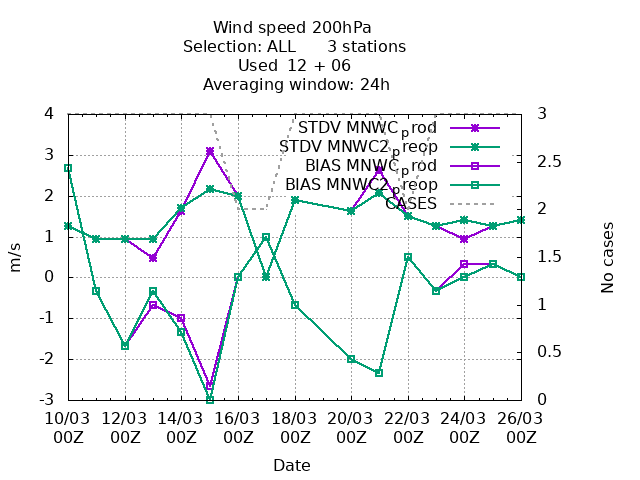 Wind speed 200hPa
Selection: ALL 3 stations
Used 12 + 06
Averaging window: 24h
4 3
STDV MNWC_prod
STDV MNWC2_preop
3 2.5
BIAS MNWC_prod
BIAS MNWC2_preop
2 2
CASES
1 1.5
m/s
No cases
0
-1 1
-2 0.5
-3 0
10/03 12/03 14/03 16/03 18/03 20/03 22/03 24/03 26/03
00Z 00Z 00Z 00Z 00Z 00Z 00Z 00Z 00Z
Date